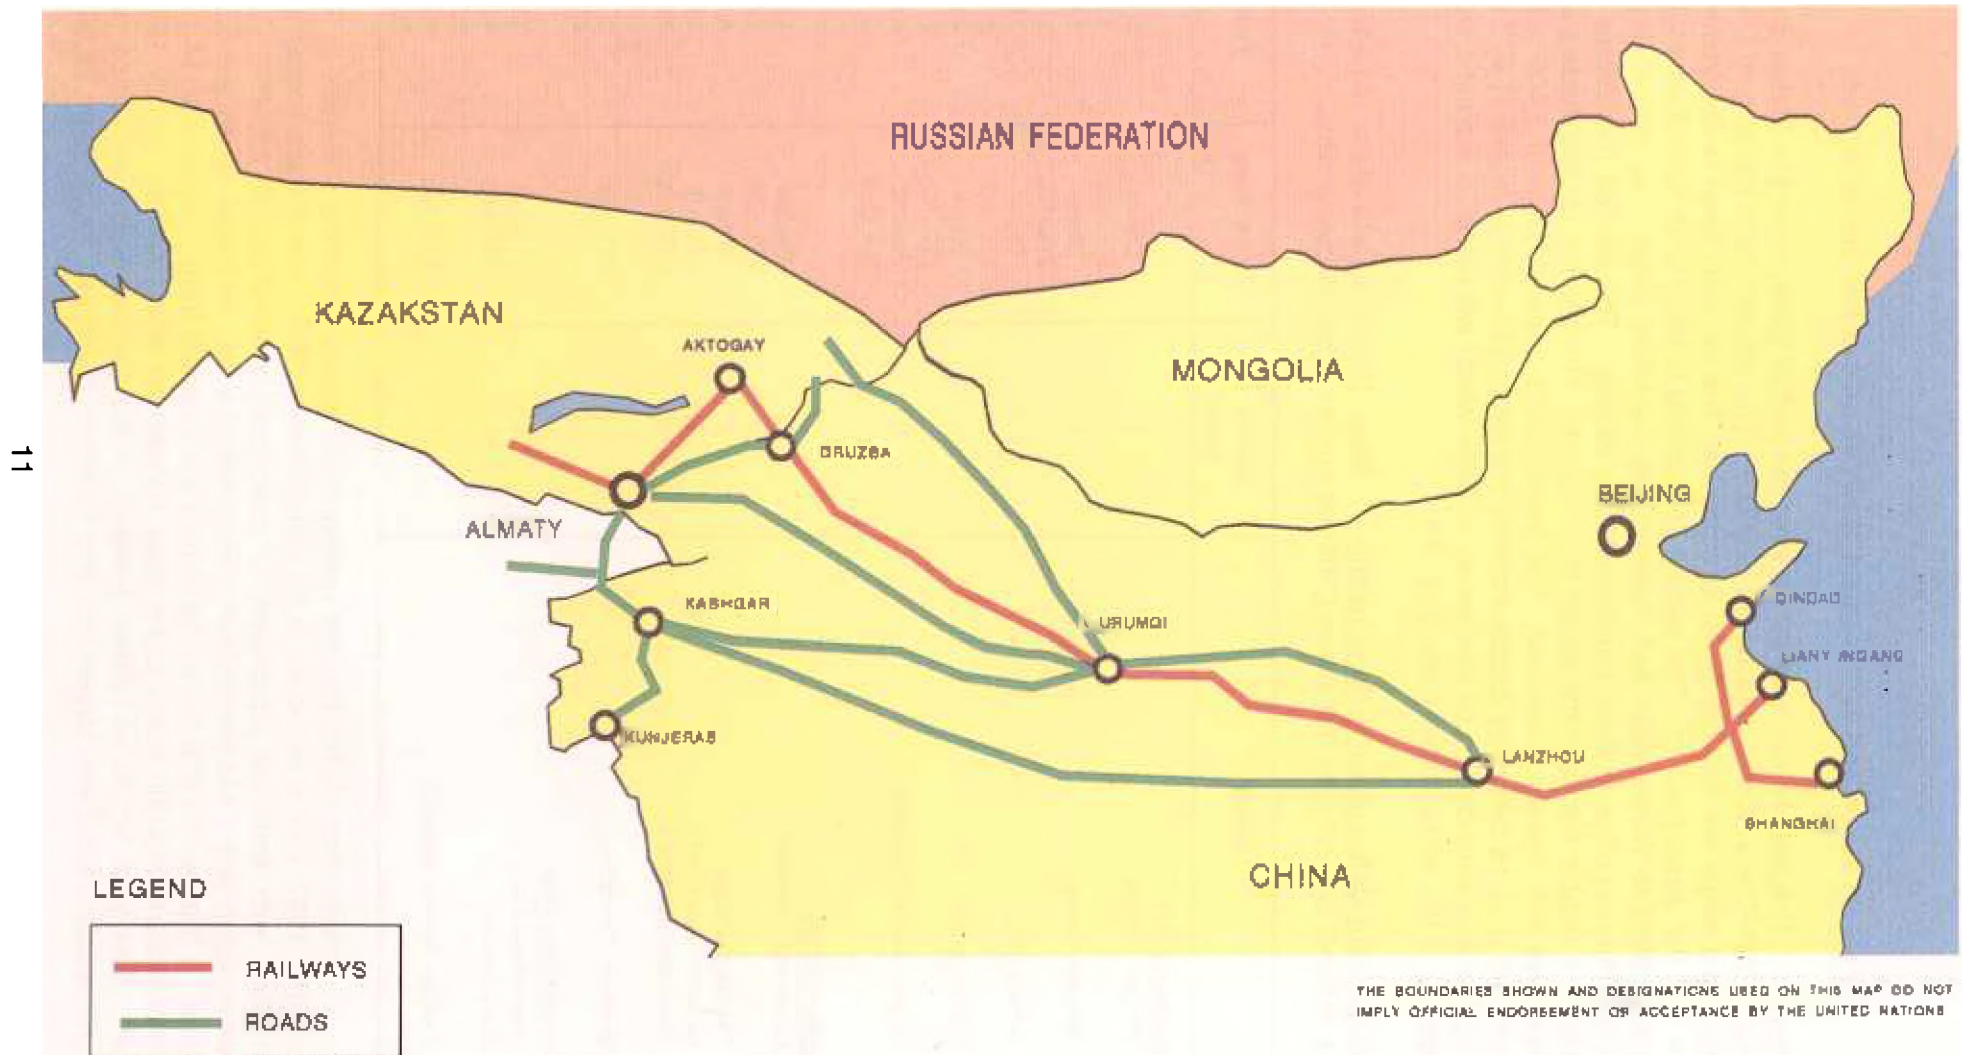 RUSSIAN FEDERATION
KAZAKSTAN
AKTOGAY
MONGOLIA
11
DRUZBA
BEIJING
ALMATY
KASHGAR
QINDAO
URUMQI
LIANYINGANG
KUNJERAB
LANZHOU
SHANGHAI
CHINA
LEGEND
RAILWAYS
ROADS
THE BOUNDARIES SHOWN AND DESIGNATIONS USED ON THIS MAP DO NOT
IMPLY OFFICIAL ENDORSEMENT OR ACCEPTANCE BY THE UNITED NATIONS